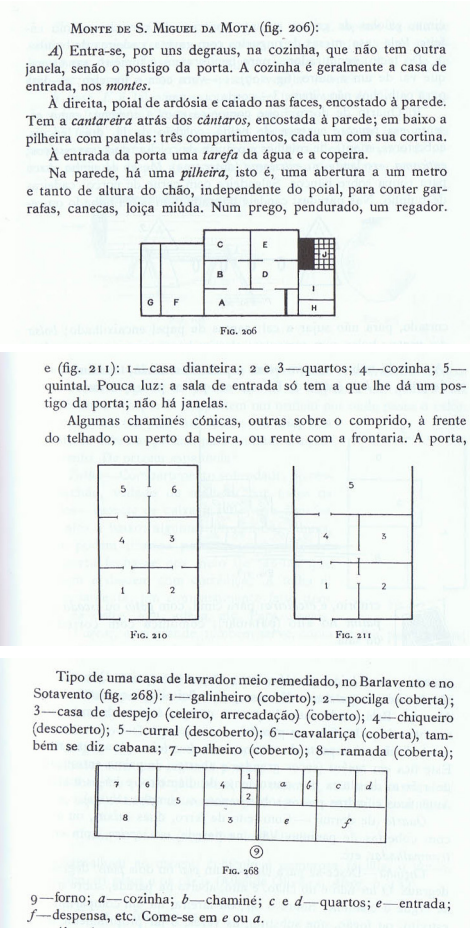 MONTE DE S. MIGUEL DA MOTA (fig. 206):
A) Entra-se, por uns degraus, na cozinha, que não tem outra
janela, senão o postigo da porta. A cozinha é geralmente a casa de
entrada, nos montes.
À direita, poial de ardósia e caiado nas faces, encostado à parede.
Tem a cantareira atrás dos cântaros, encostada à parede; em baixo a
pilheira com panelas: três compartimentos, cada um com sua cortina.
À entrada da porta uma tarefa da água e a copeira.
Na parede, há uma pilheira, isto é, uma abertura a um metro
e tanto de altura do chão, independente do poial, para conter gar-
rafas, canecas, loiça miúda. Num prego, pendurado, um regador.
C E
J
B D
I
G F A
H
FIG. 206
e (fig. 211): 1—casa dianteira; 2 e 3—quartos; 4—cozinha; 5—
quintal. Pouca luz: a sala de entrada só tem a que lhe dá um pos-
tigo da porta; não há janelas.
Algumas chaminés cónicas, outras sobre o comprido, à frente
do telhado, ou perto da beira, ou rente com a frontaria. A porta,
5 6
4 3
1 2
FIG. 210
5
4 3
1 2
FIG. 211
Tipo de uma casa de lavrador meio remediado, no Barlavento e no
Sotavento (fig. 268): 1—galinheiro (coberto); 2—pocilga (coberta);
3—casa de despejo (celeiro, arrecadação) (coberto); 4—chiqueiro
(descoberto); 5—curral (descoberto); 6—cavalariça (coberta), tam-
bém se diz cabana; 7—palheiro (coberto); 8—ramada (coberta);
7 6 4 1 a b c d
5 2
8 3 e f
9
FIG. 268
9—forno; a—cozinha; b—chaminé; c e d—quartos; e—entrada;
f—despensa, etc. Come-se em e ou a.